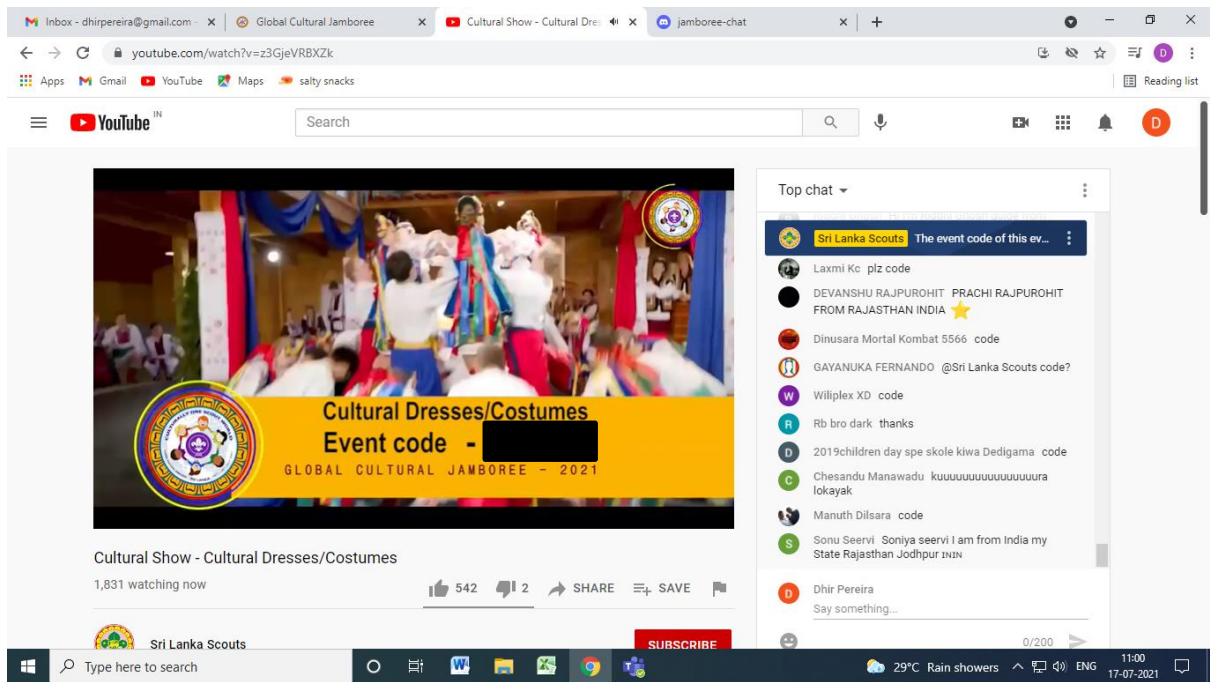 Inbox - dhirpereira@gmail.com -
Global Cultural Jamboree
Cultural Show - Cultural Dres
jamboree-chat
youtube.com/watch?v=z3GjeVRBXZk
D
Apps
Gmail
YouTube
Maps
salty snacks
Reading list
YouTube IN
Search
D
Cultural Dresses/Costumes
Event code -
GLOBAL CULTURAL JAMBOREE - 2021
Cultural Show - Cultural Dresses/Costumes
1,831 watching now
542
2
SHARE
SAVE
Sri Lanka Scouts
SUBSCRIBE
Top chat
Sri Lanka Scouts The event code of this ev...
Laxmi Kc plz code
DEVANSHU RAJPUROHIT PRACHI RAJPUROHIT
FROM RAJASTHAN INDIA
Dinusara Mortal Kombat 5566 code
GAYANUKA FERNANDO @Sri Lanka Scouts code?
W
Wiliplex XD code
R
Rb bro dark thanks
D
2019children day spe skole kiwa Dedigama code
C
Chesandu Manawadu kuuuuuuuuuuuuuuuura
lokayak
Manuth Dilsara code
S
Sonu Seervi Soniya seervi I am from India my
State Rajasthan Jodhpur ININ
D
Dhir Pereira
Say something...
0/200
Type here to search
29°C Rain showers
ENG
11:00
17-07-2021